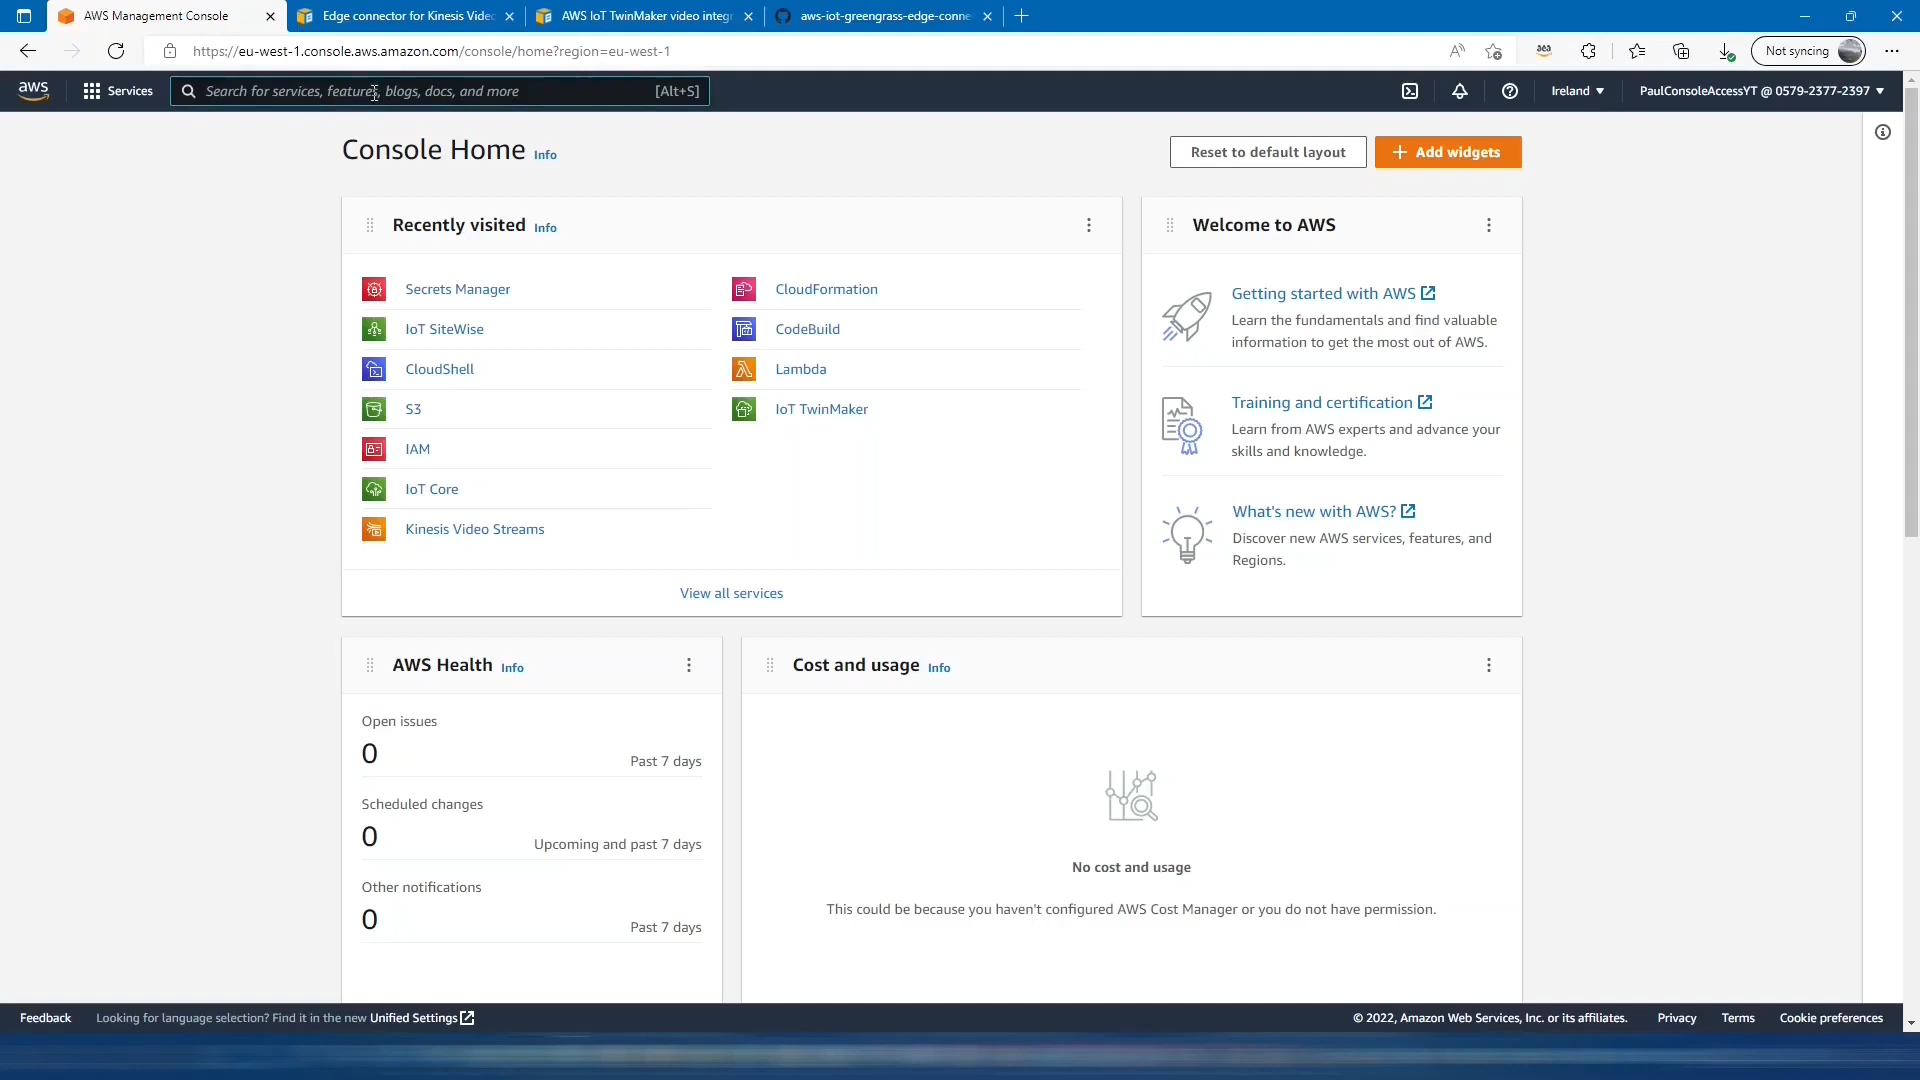 AWS Management Console
Edge connector for Kinesis Vide
AWS IoT TwinMaker video integr
aws-iot-greengrass-edge-conne
https://eu-west-1.console.aws.amazon.com/console/home?region=eu-west-1
Not syncing
aws
Services
Search for services, features, blogs, docs, and more
[Alt+S]
Ireland
PaulConsoleAccessYT @ 0579-2377-2397
Console Home Info
Reset to default layout
Add widgets
Recently visited Info
Secrets Manager
IoT SiteWise
CloudShell
S3
IAM
IoT Core
Kinesis Video Streams
CloudFormation
CodeBuild
Lambda
IoT TwinMaker
View all services
Welcome to AWS
Getting started with AWS
Learn the fundamentals and find valuable
information to get the most out of AWS.
Training and certification
Learn from AWS experts and advance your
skills and knowledge.
What's new with AWS?
Discover new AWS services, features, and
Regions.
AWS Health Info
Open issues
0
Past 7 days
Scheduled changes
0
Upcoming and past 7 days
Other notifications
0
Past 7 days
Cost and usage Info
No cost and usage
This could be because you haven't configured AWS Cost Manager or you do not have permission.
Feedback
Looking for language selection? Find it in the new Unified Settings
© 2022, Amazon Web Services, Inc. or its affiliates.
Privacy
Terms
Cookie preferences